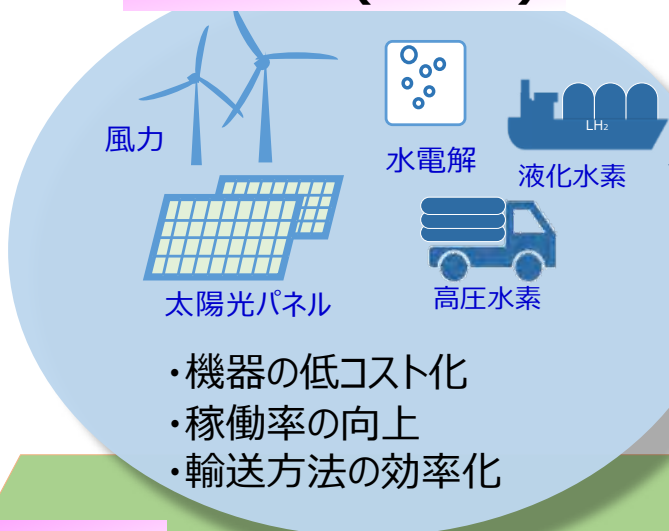 風力
水電解
LH₂
液化水素
太陽光パネル
高圧水素
・機器の低コスト化
・稼働率の向上
・輸送方法の効率化